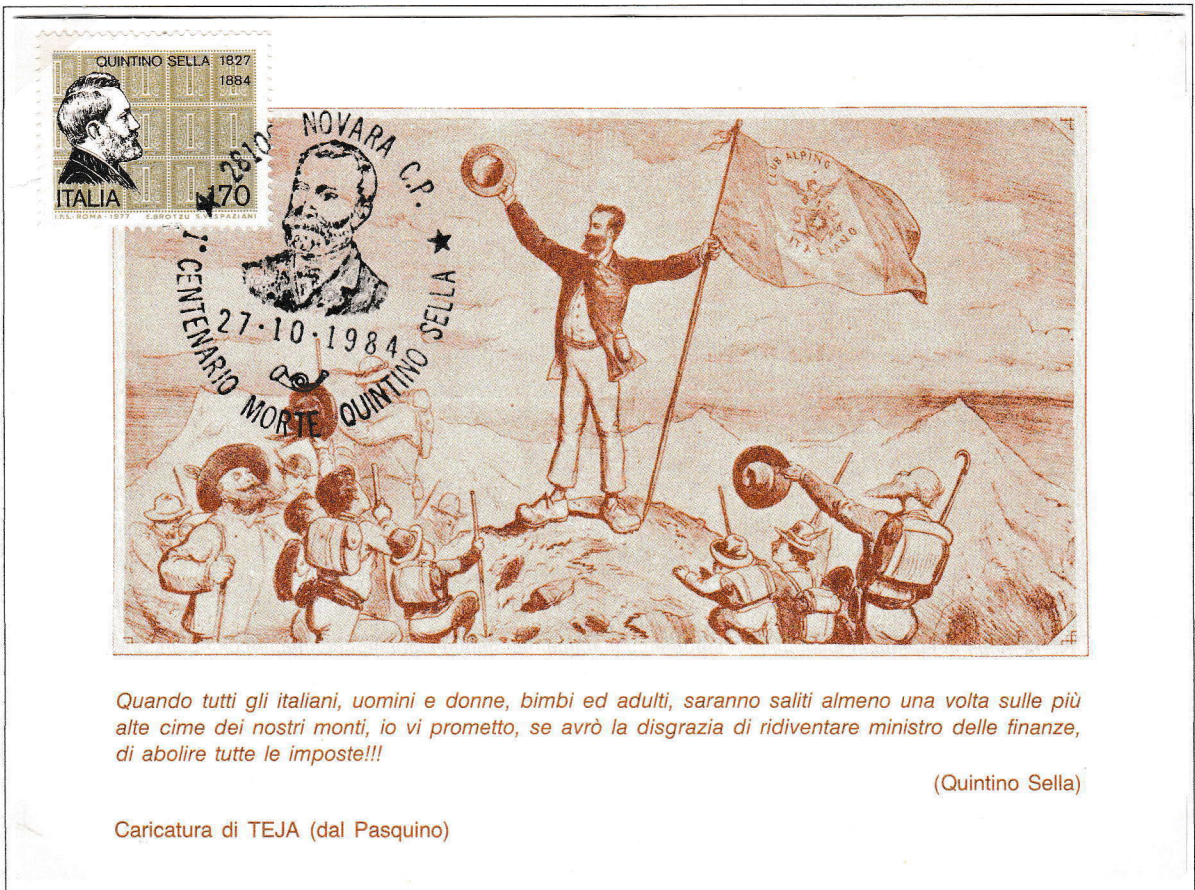 QUINTINO SELLA 1827
1884
ITALIA 170
I.P.S.-ROMA-1977 E.BROTZU S.VESPAZIANI
28100 NOVARA C.P.
27·10·1984
I. CENTENARIO MORTE QUINTINO SELLA
CLUB ALPINO
ITALIANO
Quando tutti gli italiani, uomini e donne, bimbi ed adulti, saranno saliti almeno una volta sulle più
alte cime dei nostri monti, io vi prometto, se avrò la disgrazia di ridiventare ministro delle finanze,
di abolire tutte le imposte!!!
(Quintino Sella)
Caricatura di TEJA (dal Pasquino)